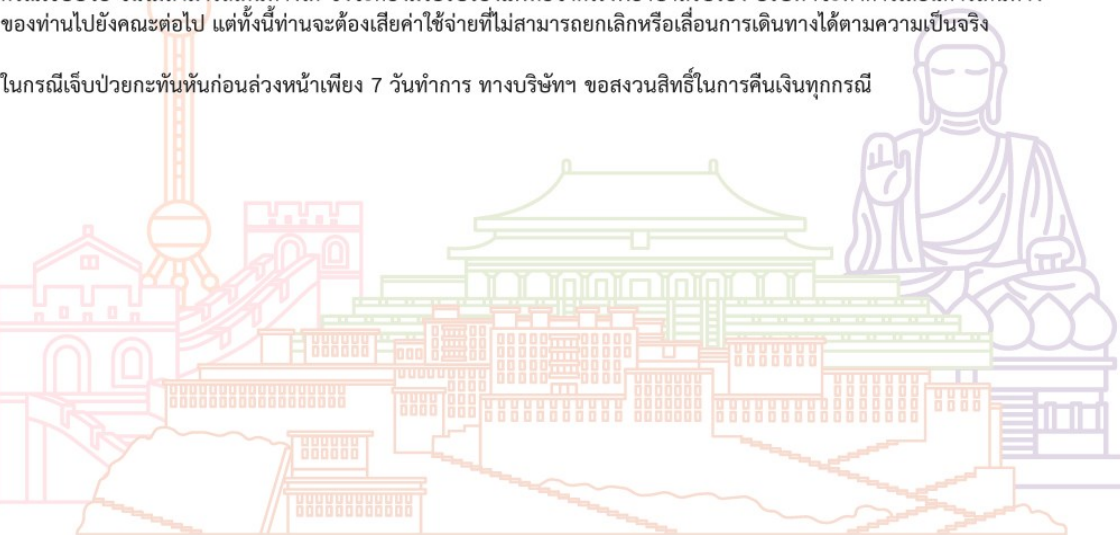 ของท่านไปยังคณะต่อไป แต่ทั้งนี้ท่านจะต้องเสียค่าใช้จ่ายที่ไม่สามารถยกเลิกหรือเลื่อนการเดินทางได้ตามความเป็นจริง
ในกรณีเจ็บป่วยกะทันหันก่อนล่วงหน้าเพียง 7 วันทำการ ทางบริษัทฯ ขอสงวนสิทธิ์ในการคืนเงินทุกกรณี